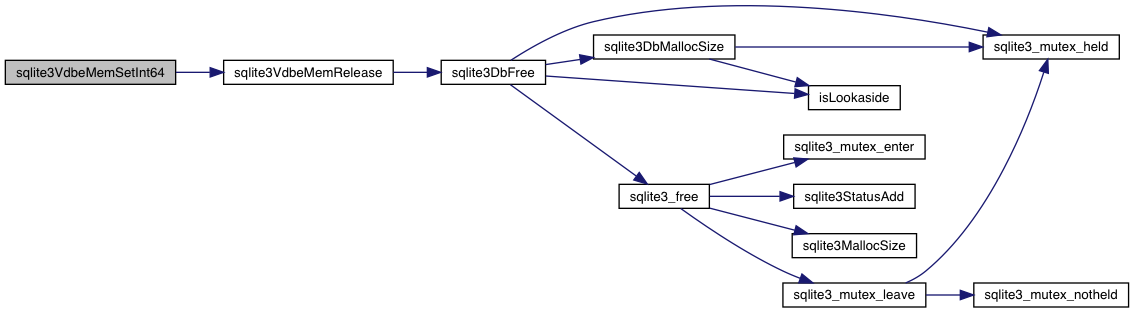 sqlite3VdbeMemSetInt64
sqlite3VdbeMemRelease
sqlite3DbFree
sqlite3DbMallocSize
sqlite3_mutex_held
isLookaside
sqlite3_mutex_enter
sqlite3_free
sqlite3StatusAdd
sqlite3MallocSize
sqlite3_mutex_leave
sqlite3_mutex_notheld